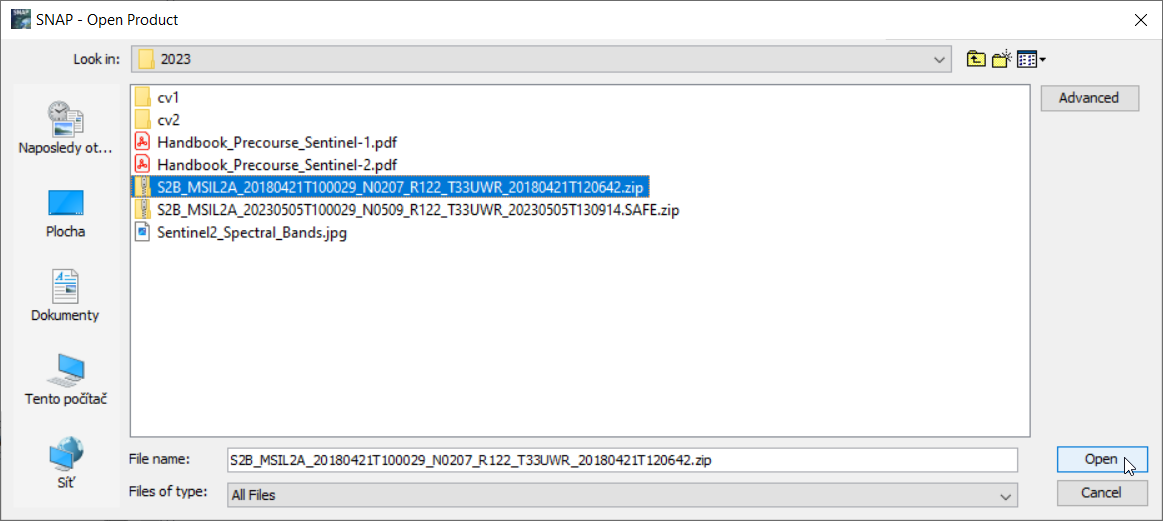 SNAP - Open Product
Look in:
2023
Advanced
Naposledy ot...
Plocha
Dokumenty
Tento počítač
Síť
cv1
cv2
Handbook_Precourse_Sentinel-1.pdf
Handbook_Precourse_Sentinel-2.pdf
S2B_MSIL2A_20180421T100029_N0207_R122_T33UWR_20180421T120642.zip
S2B_MSIL2A_20230505T100029_N0509_R122_T33UWR_20230505T130914.SAFE.zip
Sentinel2_Spectral_Bands.jpg
File name:
S2B_MSIL2A_20180421T100029_N0207_R122_T33UWR_20180421T120642.zip
Open
Files of type:
All Files
Cancel